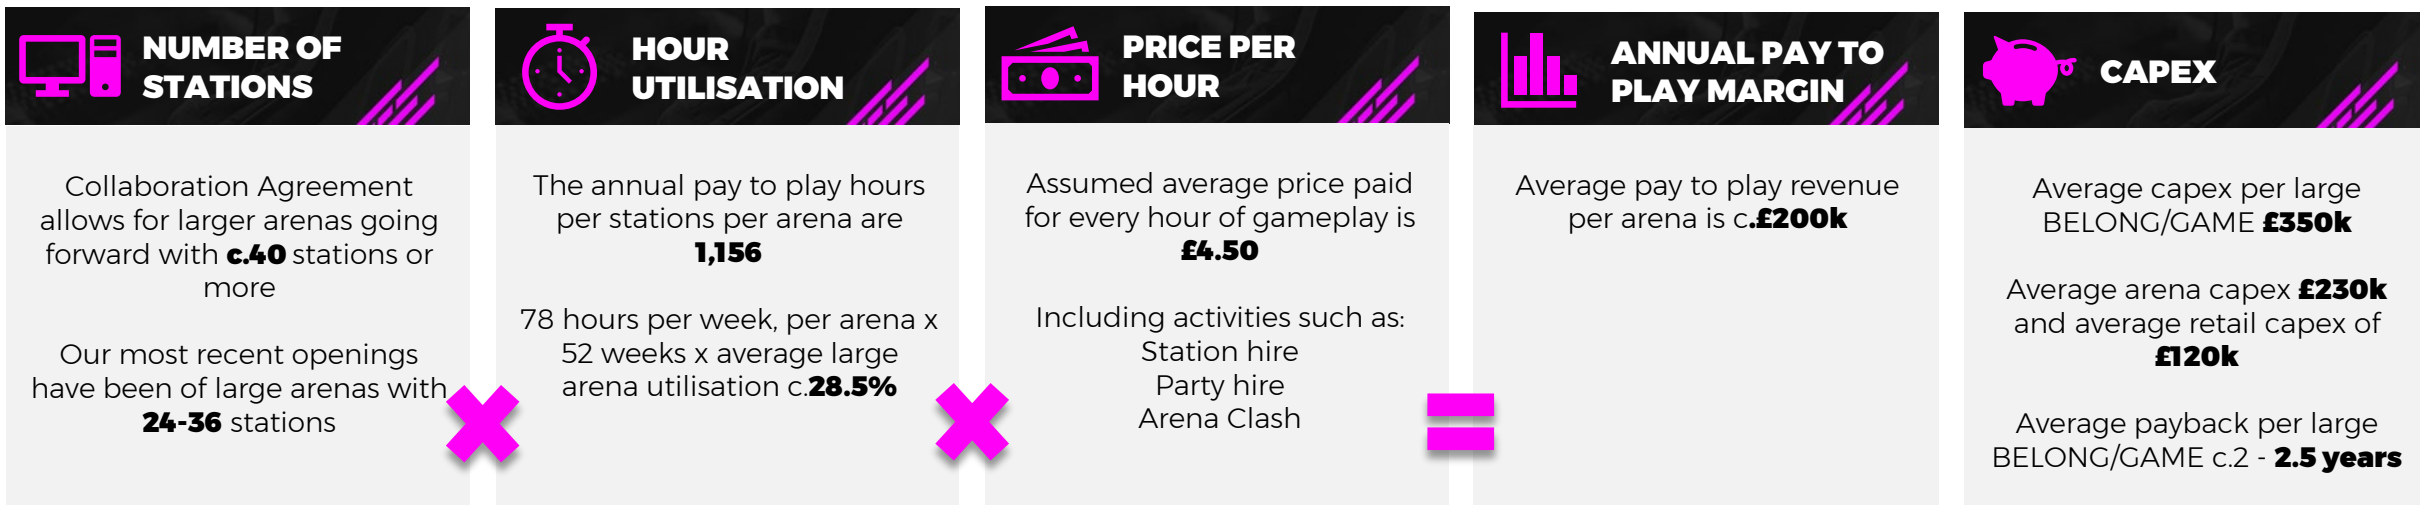 NUMBER OF
STATIONS
Collaboration Agreement
allows for larger arenas going
forward with c.40 stations or
more
Our most recent openings
have been of large arenas with
24-36 stations
HOUR
UTILISATION
The annual pay to play hours
per stations per arena are
1,156
78 hours per week, per arena x
52 weeks x average large
arena utilisation c.28.5%
PRICE PER
HOUR
Assumed average price paid
for every hour of gameplay is
£4.50
Including activities such as:
Station hire
Party hire
Arena Clash
ANNUAL PAY TO
PLAY MARGIN
Average pay to play revenue
per arena is c.£200k
CAPEX
Average capex per large
BELONG/GAME £350k
Average arena capex £230k
and average retail capex of
£120k
Average payback per large
BELONG/GAME c.2 - 2.5 years